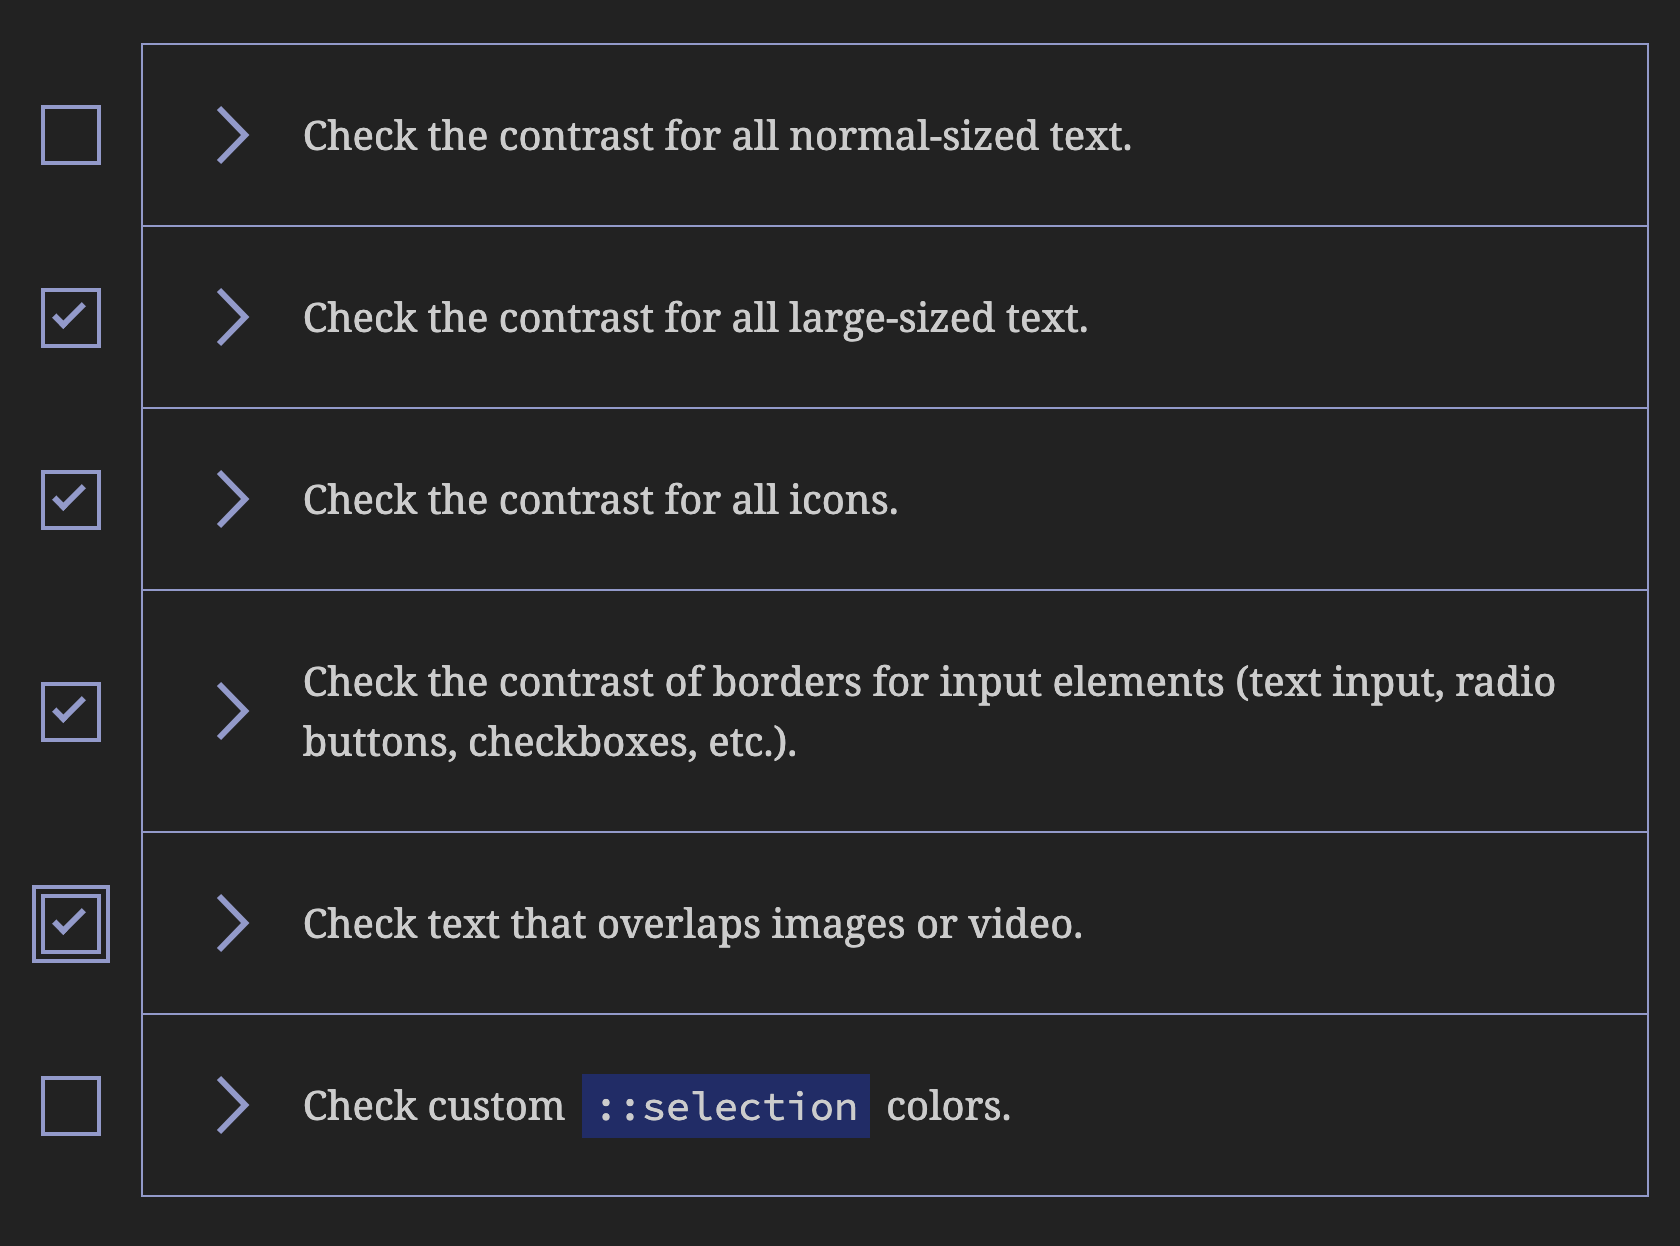 Check the contrast for all normal-sized text.
Check the contrast for all large-sized text.
Check the contrast for all icons.
Check the contrast of borders for input elements (text input, radio
buttons, checkboxes, etc.).
Check text that overlaps images or video.
Check custom ::selection colors.